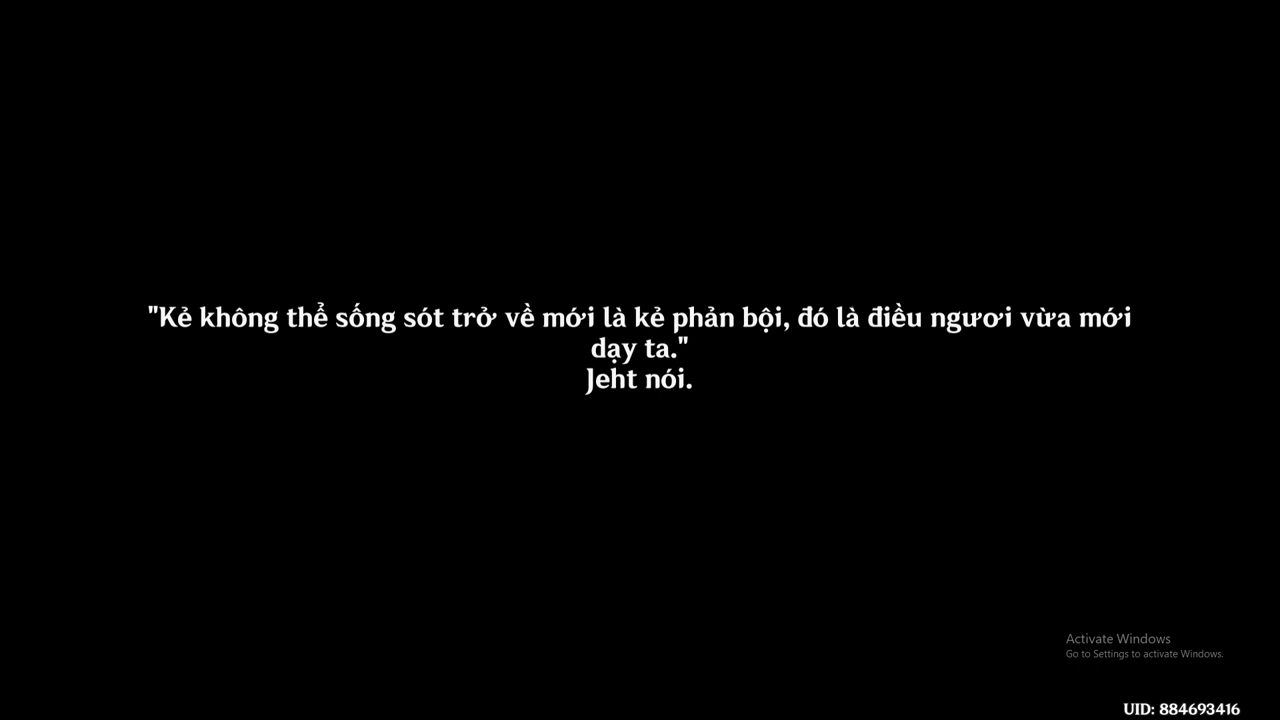 "Kẻ không thể sống sót trở về mới là kẻ phản bội, đó là điều ngươi vừa mới
dạy ta."
Jeht nói.
Activate Windows
Go to Settings to activate Windows.
UID: 884693416